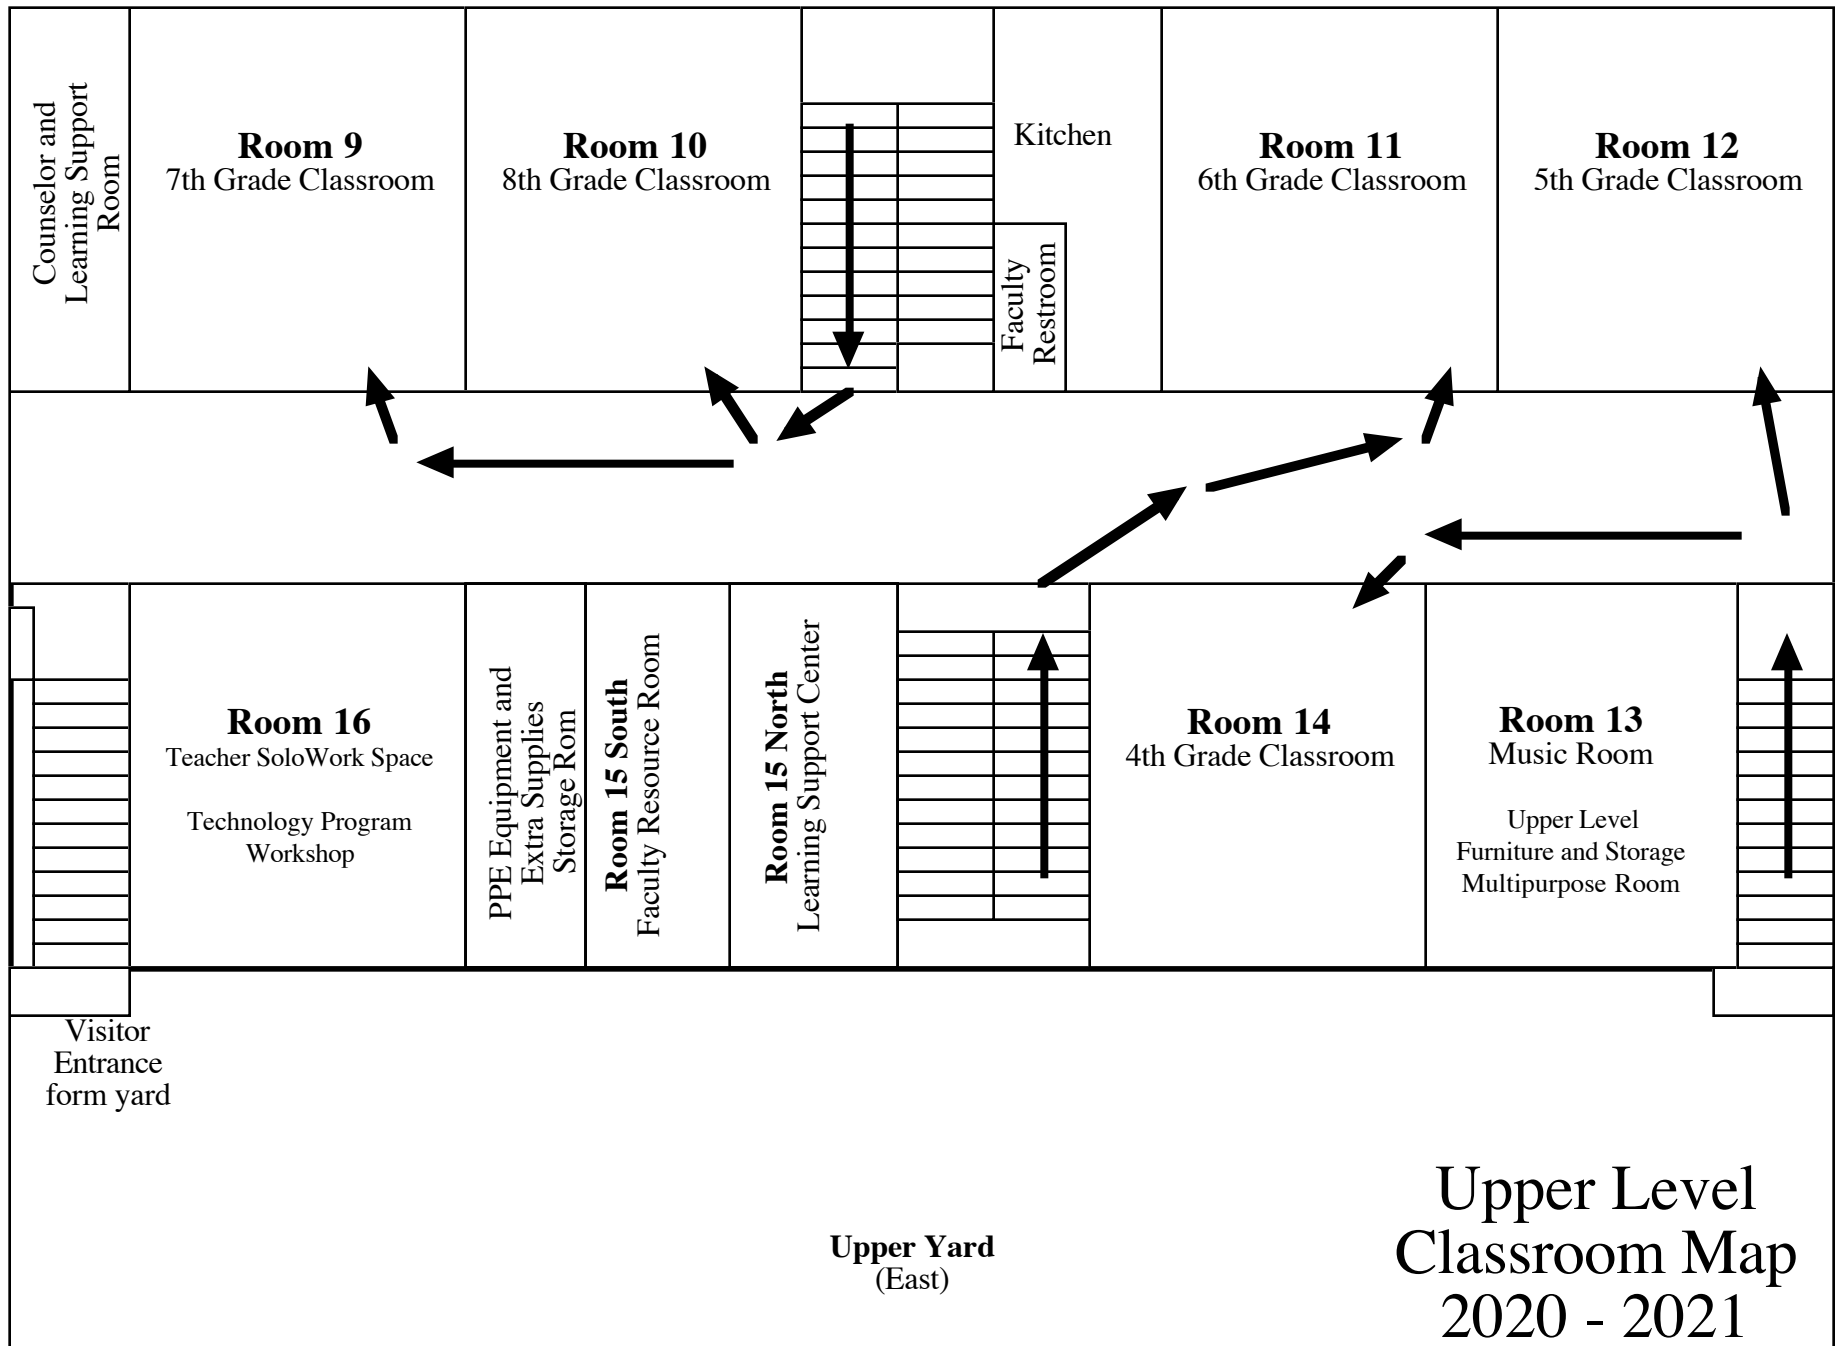 Counselor and
Learning Support
Room
Room 9
7th Grade Classroom
Room 10
8th Grade Classroom
Kitchen
Faculty
Restroom
Room 11
6th Grade Classroom
Room 12
5th Grade Classroom
Room 16
Teacher SoloWork Space
Technology Program
Workshop
PPE Equipment and
Extra Supplies
Storage Rom
Room 15 South
Faculty Resource Room
Room 15 North
Learning Support Center
Room 14
4th Grade Classroom
Room 13
Music Room
Upper Level
Furniture and Storage
Multipurpose Room
Visitor
Entrance
form yard
Upper Yard
(East)
Upper Level
Classroom Map
2020 - 2021